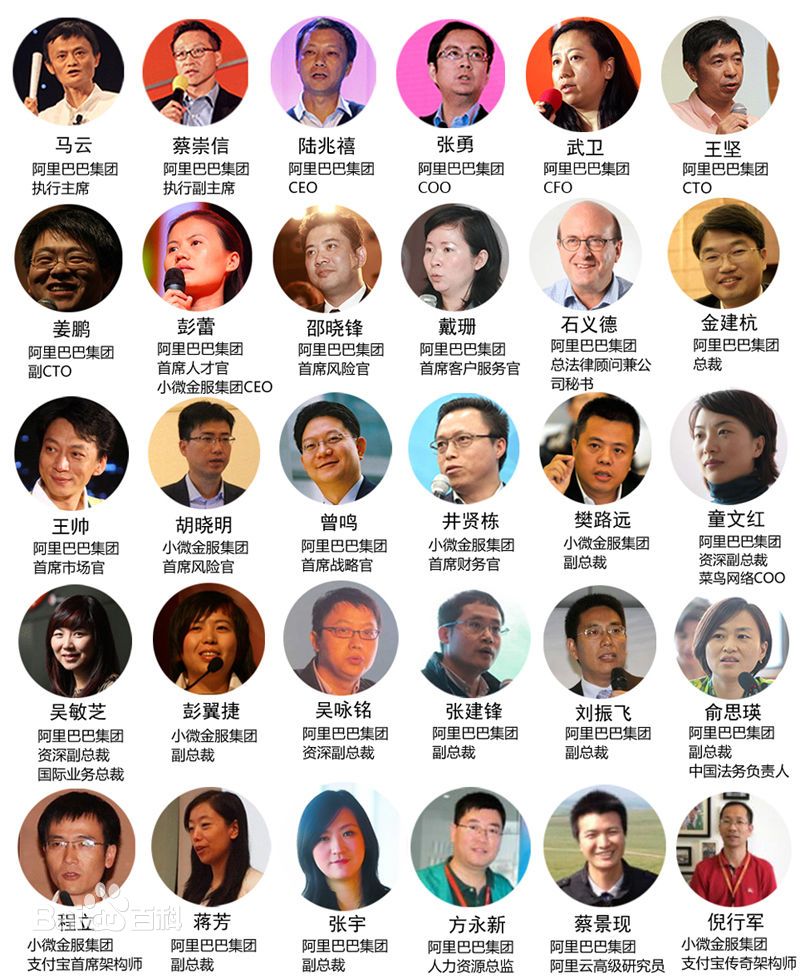 马云
阿里巴巴集团
执行主席
蔡崇信
阿里巴巴集团
执行副主席
陆兆禧
阿里巴巴集团
CEO
张勇
阿里巴巴集团
COO
武卫
阿里巴巴集团
CFO
王坚
阿里巴巴集团
CTO
姜鹏
阿里巴巴集团
副CTO
彭蕾
阿里巴巴集团
首席人才官
小微金服集团CEO
邵晓锋
阿里巴巴集团
首席风险官
戴珊
阿里巴巴集团
首席客户服务官
石义德
阿里巴巴集团
总法律顾问兼公
司秘书
金建杭
阿里巴巴集团
总裁
王帅
阿里巴巴集团
首席市场官
胡晓明
小微金服集团
首席风险官
曾鸣
阿里巴巴集团
首席战略官
井贤栋
小微金服集团
首席财务官
樊路远
小微金服集团
副总裁
童文红
阿里巴巴集团
资深副总裁
菜鸟网络COO
吴敏芝
阿里巴巴集团
资深副总裁
国际业务总裁
彭翼捷
小微金服集团
副总裁
吴咏铭
阿里巴巴集团
资深副总裁
张建锋
阿里巴巴集团
副总裁
刘振飞
阿里巴巴集团
副总裁
俞思瑛
阿里巴巴集团
副总裁
中国法务负责人
程立
小微金服集团
支付宝首席架构师
蒋芳
阿里巴巴集团
副总裁
张宇
阿里巴巴集团
副总裁
方永新
阿里巴巴集团
人力资源总监
蔡景现
阿里巴巴集团
阿里云高级研究员
倪行军
小微金服集团
支付宝传奇架构师
Baidu百科